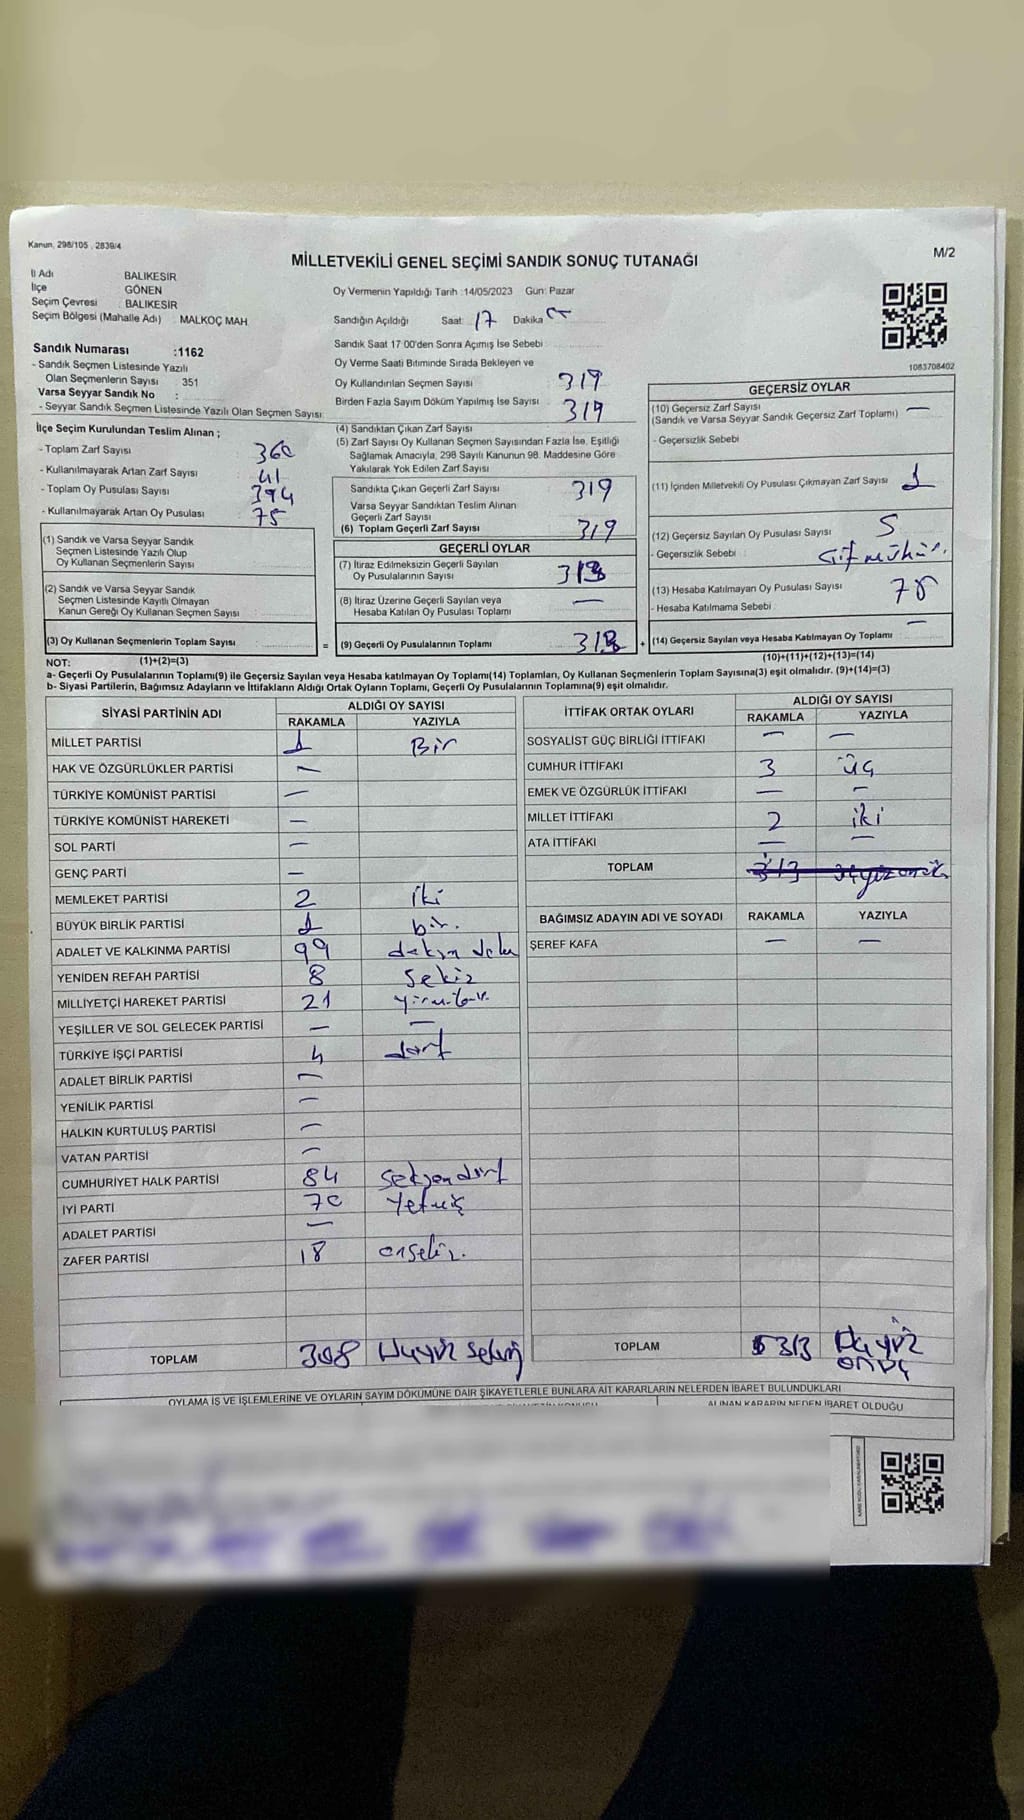 Kanun, 298/105 , 2839/4
MİLLETVEKİLİ GENEL SEÇİMİ SANDIK SONUÇ TUTANAĞI
M/2
İl Adı BALIKESİR
İlçe GÖNEN
Seçim Çevresi : BALIKESİR
Seçim Bölgesi (Mahalle Adı) : MALKOÇ MAH
Sandık Numarası :1162
- Sandık Seçmen Listesinde Yazılı
Olan Seçmenlerin Sayısı : 351
Varsa Seyyar Sandık No :
- Seyyar Sandık Seçmen Listesinde Yazılı Olan Seçmen Sayısı:
İlçe Seçim Kurulundan Teslim Alınan ;
- Toplam Zarf Sayısı 360
- Kullanılmayarak Artan Zarf Sayısı 41
- Toplam Oy Pusulası Sayısı 394
- Kullanılmayarak Artan Oy Pusulası 75
(1) Sandık ve Varsa Seyyar Sandık
Seçmen Listesinde Yazılı Olup
Oy Kullanan Seçmenlerin Sayısı
(2) Sandık ve Varsa Seyyar Sandık
Seçmen Listesinde Kayıtlı Olmayan
Kanun Gereği Oy Kullanan Seçmen Sayısı
(3) Oy Kullanan Seçmenlerin Toplam Sayısı =
Oy Vermenin Yapıldığı Tarih :14/05/2023 Gün: Pazar
Sandığın Açıldığı Saat: 17 Dakika
Sandık Saat 17 00'den Sonra Açımış İse Sebebi
Oy Verme Saati Bitiminde Sırada Bekleyen ve
Oy Kullandırılan Seçmen Sayısı 319
Birden Fazla Sayım Döküm Yapılmış İse Sayısı 319
(4) Sandıktan Çıkan Zarf Sayısı
(5) Zarf Sayısı Oy Kullanan Seçmen Sayısından Fazla İse, Eşitliği
Sağlamak Amacıyla, 298 Sayılı Kanunun 98. Maddesine Göre
Yakılarak Yok Edilen Zarf Sayısı
Sandıkta Çıkan Geçerli Zarf Sayısı 319
Varsa Seyyar Sandıktan Teslim Alınan
Geçerli Zarf Sayısı
(6) Toplam Geçerli Zarf Sayısı 319
GEÇERLİ OYLAR
(7) İtiraz Edilmeksizin Geçerli Sayılan
Oy Pusulalarının Sayısı 313
(8) İtiraz Üzerine Geçerli Sayılan veya
Hesaba Katılan Oy Pusulası Toplamı —
(9) Geçerli Oy Pusulalarının Toplamı 313 +
1083708402
GEÇERSİZ OYLAR
(10) Geçersiz Zarf Sayısı —
(Sandık ve Varsa Seyyar Sandık Geçersiz Zarf Toplamı)
- Geçersizlik Sebebi
(11) İçinden Milletvekili Oy Pusulası Çıkmayan Zarf Sayısı 1
(12) Geçersiz Sayılan Oy Pusulası Sayısı 5
- Geçersizlik Sebebi : çift mühür.
(13) Hesaba Katılmayan Oy Pusulası Sayısı 75
- Hesaba Katılmama Sebebi :
(14) Geçersiz Sayılan veya Hesaba Katılmayan Oy Toplamı —
NOT: (1)+(2)=(3) (10)+(11)+(12)+(13)=(14)
a- Geçerli Oy Pusulalarının Toplamı(9) ile Geçersiz Sayılan veya Hesaba katılmayan Oy Toplamı(14) Toplamları, Oy Kullanan Seçmenlerin Toplam Sayısına(3) eşit olmalıdır. (9)+(14)=(3)
b- Siyasi Partilerin, Bağımsız Adayların ve İttifakların Aldığı Ortak Oyların Toplamı, Geçerli Oy Pusulalarının Toplamına(9) eşit olmalıdır.
SİYASİ PARTİNİN ADI ALDIĞI OY SAYISI
RAKAMLA YAZIYLA
MİLLET PARTİSİ 1 Bir
HAK VE ÖZGÜRLÜKLER PARTİSİ —
TÜRKİYE KOMÜNİST PARTİSİ —
TÜRKİYE KOMÜNİST HAREKETİ —
SOL PARTİ —
GENÇ PARTİ —
MEMLEKET PARTİSİ 2 iki
BÜYÜK BİRLİK PARTİSİ 1 bir.
ADALET VE KALKINMA PARTİSİ 99
YENİDEN REFAH PARTİSİ 8 sekiz
MİLLİYETÇİ HAREKET PARTİSİ 21
YEŞİLLER VE SOL GELECEK PARTİSİ — —
TÜRKİYE İŞÇİ PARTİSİ 4 dört
ADALET BİRLİK PARTİSİ —
YENİLİK PARTİSİ —
HALKIN KURTULUŞ PARTİSİ —
VATAN PARTİSİ —
CUMHURİYET HALK PARTİSİ 84 seksendört
İYİ PARTİ 70 Yetmiş
ADALET PARTİSİ —
ZAFER PARTİSİ 18 onsekiz.
TOPLAM 308 üçyüz sekiz
İTTİFAK ORTAK OYLARI ALDIĞI OY SAYISI
RAKAMLA YAZIYLA
SOSYALİST GÜÇ BİRLİĞİ İTTİFAKI — —
CUMHUR İTTİFAKI 3 üç
EMEK VE ÖZGÜRLÜK İTTİFAKI — —
MİLLET İTTİFAKI 2 iki
ATA İTTİFAKI — —
TOPLAM 313
BAĞIMSIZ ADAYIN ADI VE SOYADI RAKAMLA YAZIYLA
ŞEREF KAFA — —
TOPLAM 313 üçyüz
onüç
OYLAMA İŞ VE İŞLEMLERİNE VE OYLARIN SAYIM DÖKÜMÜNE DAİR ŞİKAYETLERLE BUNLARA AİT KARARLARIN NELERDEN İBARET BULUNDUKLARI
ALINAN KARARIN NEDEN İBARET OLDUĞU